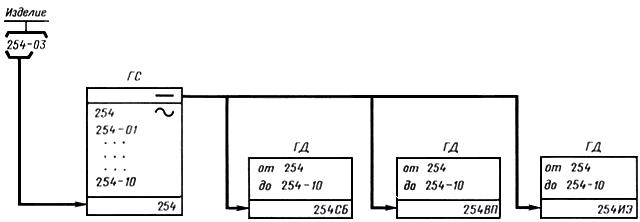 Изделие
254-03
ГС
254
254-01
. . .
. . .
. . .
254-10
254
ГД
от 254
до 254-10
254СБ
ГД
от 254
до 254-10
254ВП
ГД
от 254
до 254-10
254ИЭ